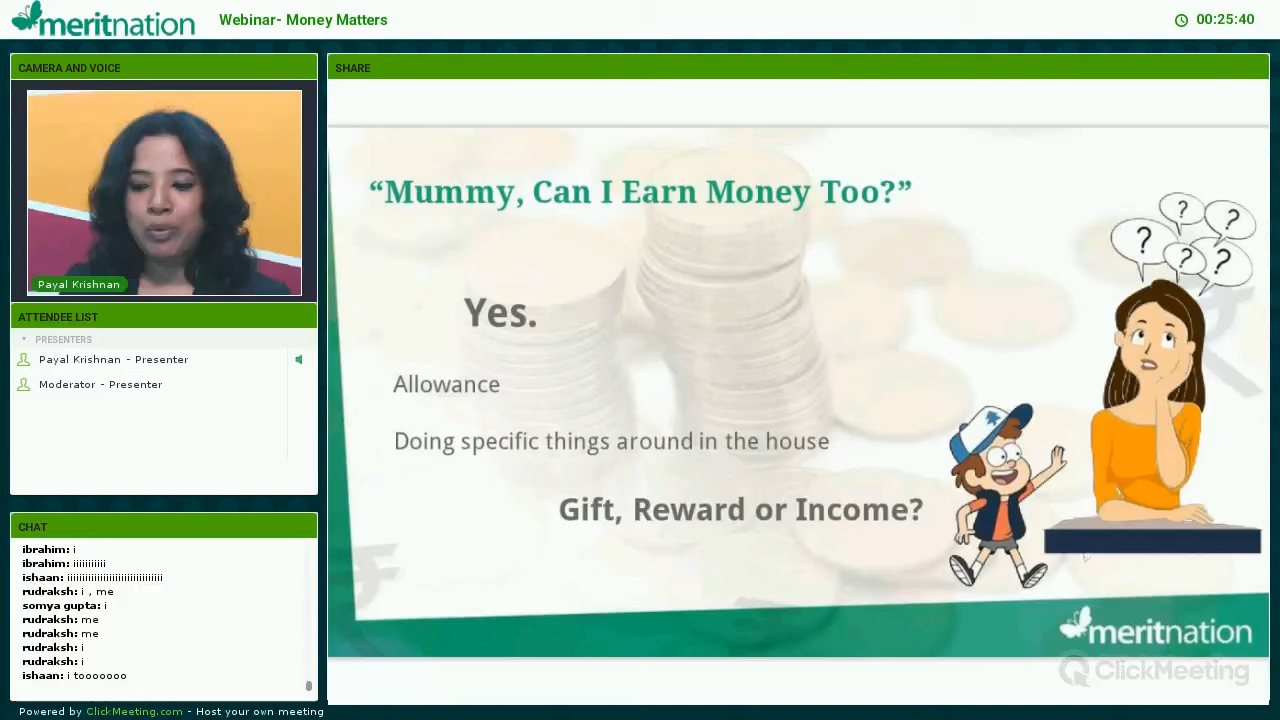 meritnation
Webinar- Money Matters
00:25:40
CAMERA AND VOICE
Payal Krishnan
ATTENDEE LIST
PRESENTERS
Payal Krishnan - Presenter
Moderator - Presenter
CHAT
ibrahim: i
ibrahim: iiiiiiiiiii
ishaan: iiiiiiiiiiiiiiiiiiiiiiiiiiiiiiii
rudraksh: i , me
somya gupta: i
rudraksh: me
rudraksh: me
rudraksh: i
rudraksh: i
ishaan: i tooooooo
Powered by ClickMeeting.com - Host your own meeting
SHARE
“Mummy, Can I Earn Money Too?”
Yes.
Allowance
Doing specific things around in the house
Gift, Reward or Income?
? ? ? ? ?
meritnation
ClickMeeting